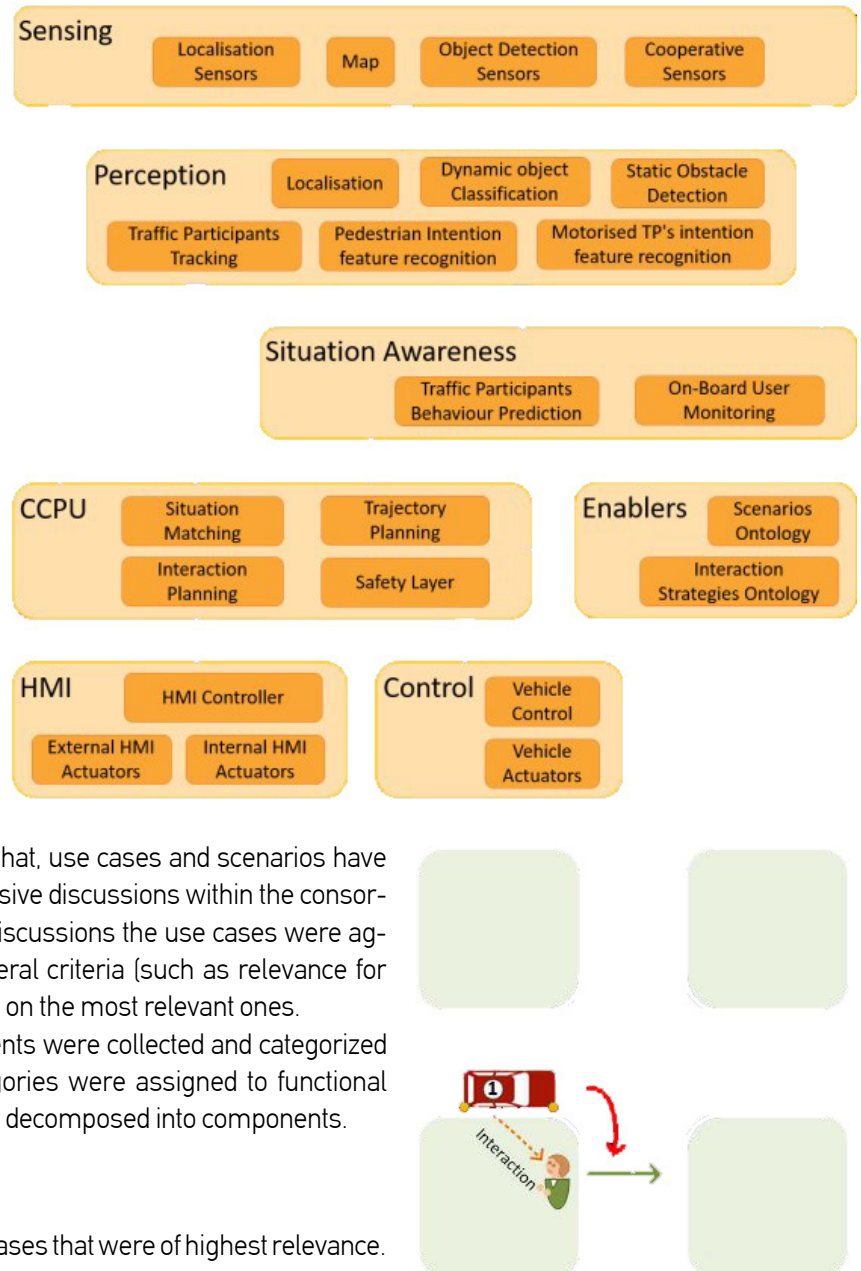 Sensing
Localisation
Sensors
Map
Object Detection
Sensors
Cooperative
Sensors
Perception
Localisation
Dynamic object
Classification
Static Obstacle
Detection
Traffic Participants
Tracking
Pedestrian Intention
feature recognition
Motorised TP's intention
feature recognition
Situation Awareness
Traffic Participants
Behaviour Prediction
On-Board User
Monitoring
CCPU
Situation
Matching
Trajectory
Planning
Interaction
Planning
Safety Layer
Enablers
Scenarios
Ontology
Interaction
Strategies Ontology
HMI
HMI Controller
External HMI
Actuators
Internal HMI
Actuators
Control
Vehicle
Control
Vehicle
Actuators
hat, use cases and scenarios have
sive discussions within the consor-
discussions the use cases were ag-
eral criteria (such as relevance for
on the most relevant ones.
ents were collected and categorized
gories were assigned to functional
decomposed into components.
ases that were of highest relevance.
1
Interaction